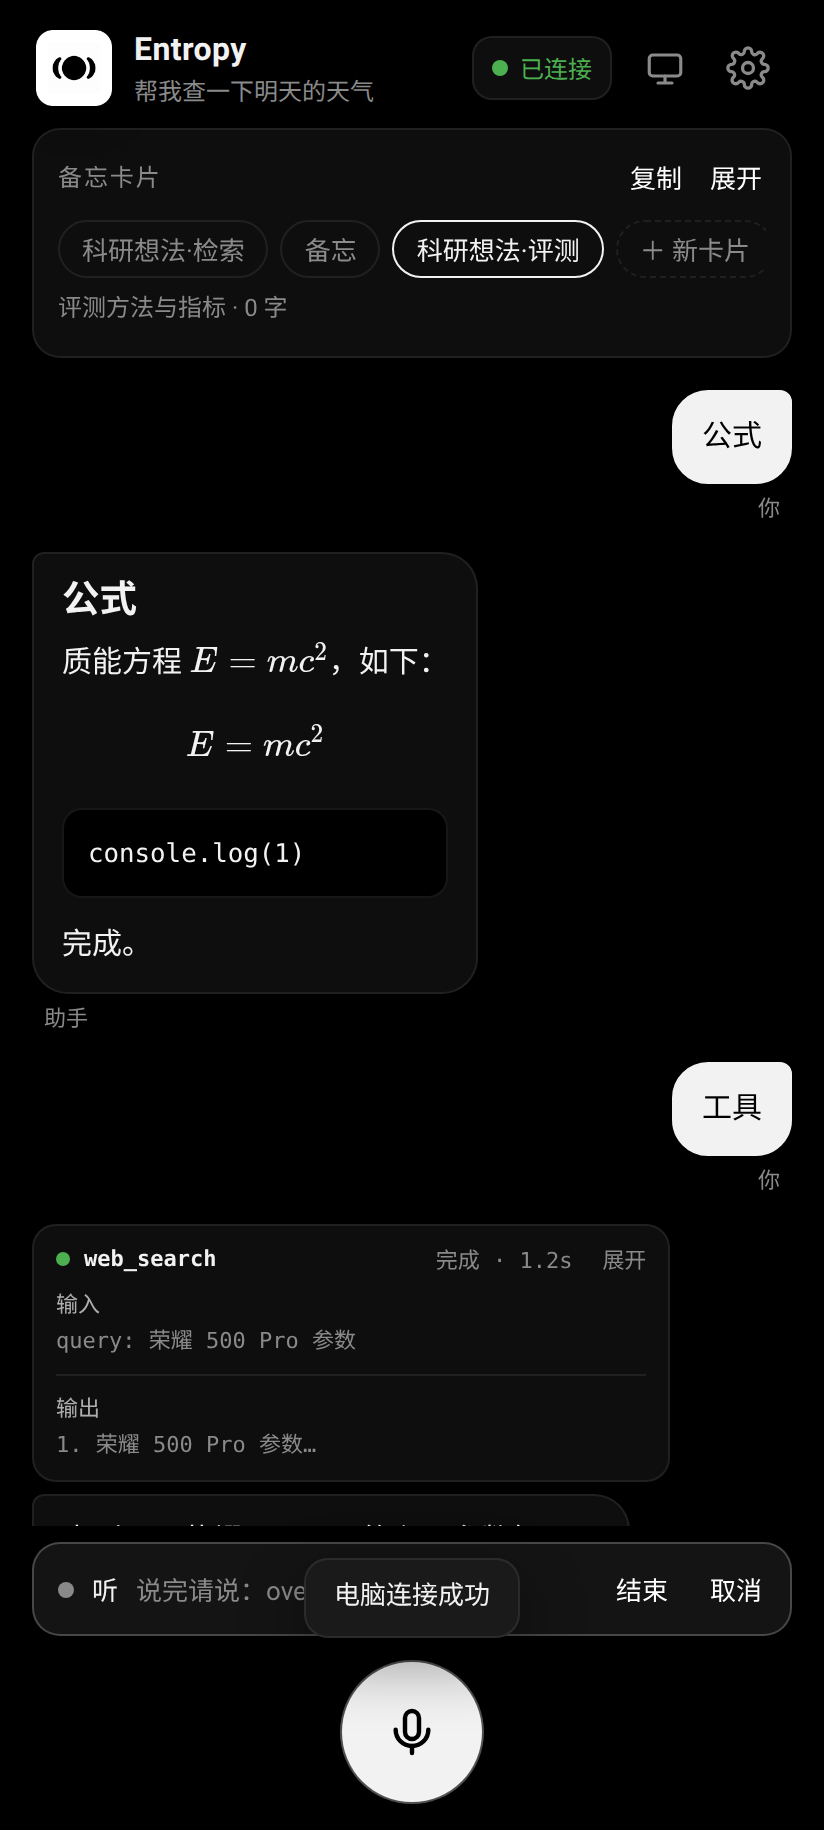 Entropy
帮我查一下明天的天气
已连接
备忘卡片
复制 展开
科研想法·检索 备忘 科研想法·评测 + 新卡片
评测方法与指标 · 0 字
公式
你
公式
质能方程 E = mc²，如下：
E = mc²
console.log(1)
完成。
助手
工具
你
web_search 完成 · 1.2s 展开
输入
query: 荣耀 500 Pro 参数
输出
1. 荣耀 500 Pro 参数…
听 说完请说：ove
电脑连接成功
结束 取消